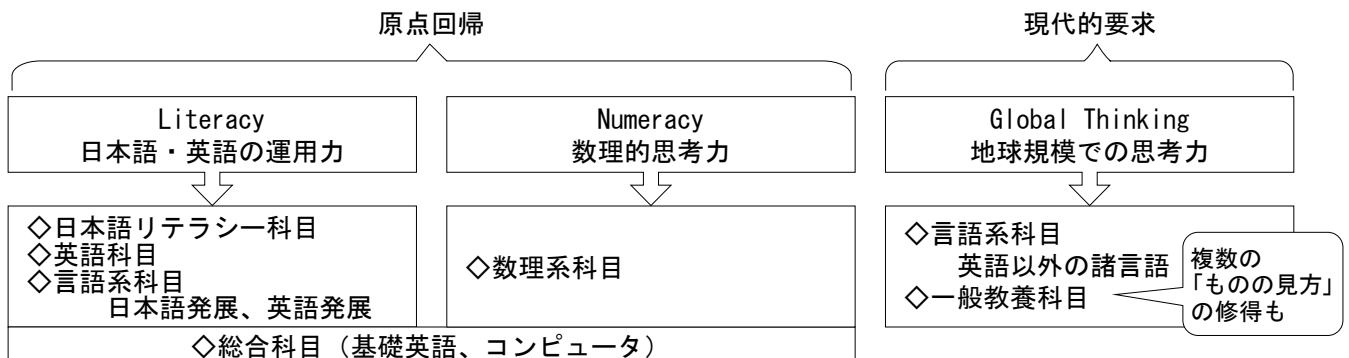 原点回帰
現代的要求
Literacy
日本語・英語の運用力
Numeracy
数理的思考力
Global Thinking
地球規模での思考力
◇日本語リテラシー科目
◇英語科目
◇言語系科目
日本語発展、英語発展
◇数理系科目
◇言語系科目
英語以外の諸言語
◇一般教養科目
複数の
「ものの見方」
の修得も
◇総合科目（基礎英語、コンピュータ）